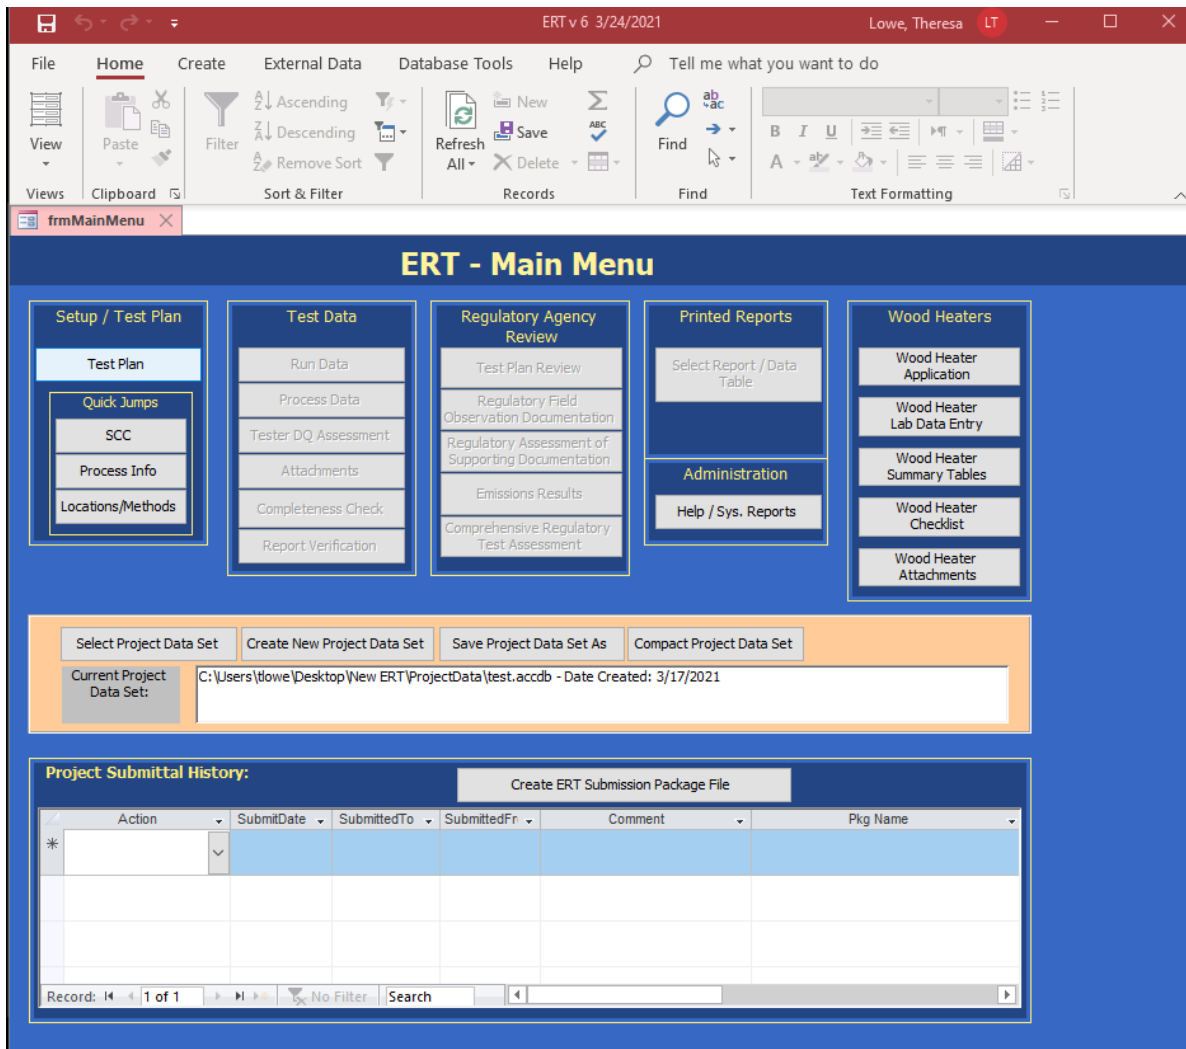 ERT v 6 3/24/2021
Lowe, Theresa
LT
File Home Create External Data Database Tools Help Tell me what you want to do
View
Paste
Filter
Ascending
Descending
Remove Sort
Refresh All
New
Save
Delete
Find
B I U
A
Views Clipboard Sort & Filter Records Find Text Formatting
frmMainMenu
ERT - Main Menu
Setup / Test Plan
Test Plan
Quick Jumps
SCC
Process Info
Locations/Methods
Test Data
Run Data
Process Data
Tester DQ Assessment
Attachments
Completeness Check
Report Verification
Regulatory Agency
Review
Test Plan Review
Regulatory Field
Observation Documentation
Regulatory Assessment of
Supporting Documentation
Emissions Results
Comprehensive Regulatory
Test Assessment
Printed Reports
Select Report / Data
Table
Administration
Help / Sys. Reports
Wood Heaters
Wood Heater
Application
Wood Heater
Lab Data Entry
Wood Heater
Summary Tables
Wood Heater
Checklist
Wood Heater
Attachments
Select Project Data Set
Create New Project Data Set
Save Project Data Set As
Compact Project Data Set
Current Project
Data Set:
C:\Users\tlowe\Desktop\New ERT\ProjectData\test.accdb - Date Created: 3/17/2021
Project Submittal History:
Create ERT Submission Package File
Action SubmitDate SubmittedTo SubmittedFr Comment Pkg Name
Record: 1 of 1 No Filter Search